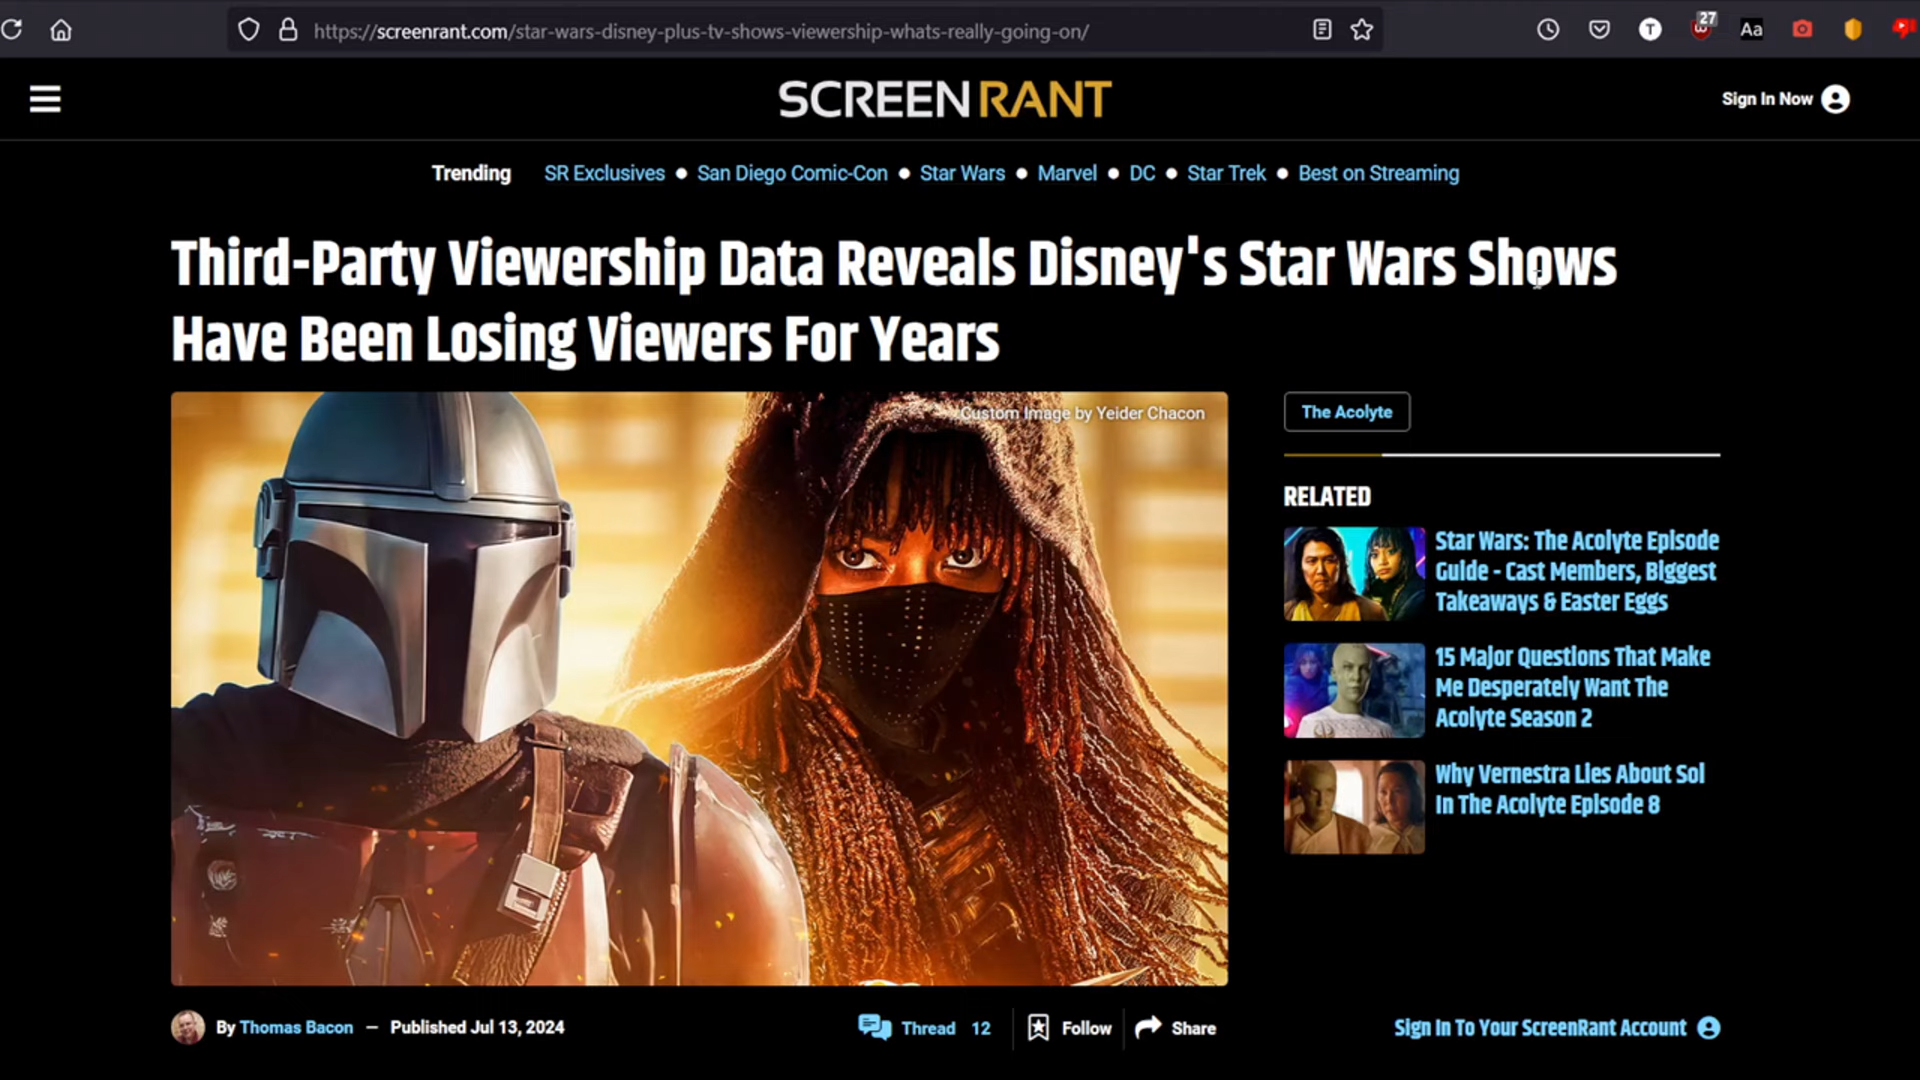 https://screenrant.com/star-wars-disney-plus-tv-shows-viewership-whats-really-going-on/
T
27
Aa
SCREENRANT
Sign In Now
Trending
SR Exclusives • San Diego Comic-Con • Star Wars • Marvel • DC • Star Trek • Best on Streaming
Third-Party Viewership Data Reveals Disney's Star Wars Shows
Have Been Losing Viewers For Years
Custom Image by Yeider Chacon
The Acolyte
RELATED
Star Wars: The Acolyte Episode
Guide - Cast Members, Biggest
Takeaways & Easter Eggs
15 Major Questions That Make
Me Desperately Want The
Acolyte Season 2
Why Vernestra Lies About Sol
In The Acolyte Episode 8
By Thomas Bacon — Published Jul 13, 2024
Thread 12
Follow
Share
Sign In To Your ScreenRant Account